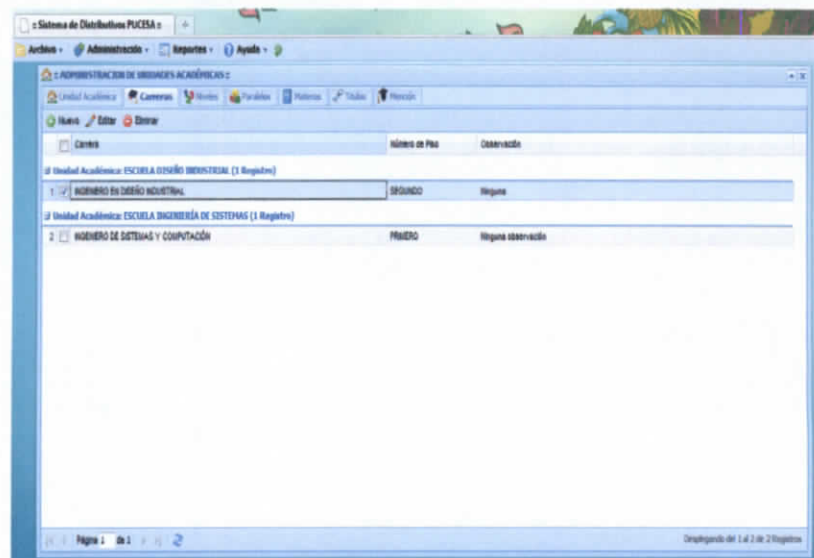 :: Sistema de Distributivos PUCESA ::
Archivo Administración Reportes Ayuda
:: ADMINISTRACION DE UNIDADES ACADÉMICAS ::
Unidad Académica Carreras Niveles Paralelos Materias Títulos Mención
Nuevo Editar Eliminar
Carrera Número de Piso Observación
Unidad Académica: ESCUELA DISEÑO INDUSTRIAL (1 Registro)
1 INGENIERO EN DISEÑO INDUSTRIAL SEGUNDO Ninguna
Unidad Académica: ESCUELA INGENIERÍA DE SISTEMAS (1 Registro)
2 INGENIERO DE SISTEMAS Y COMPUTACIÓN PRIMERO Ninguna observación
Página 1 de 1 Desplegando del 1 al 2 de 2 Registros